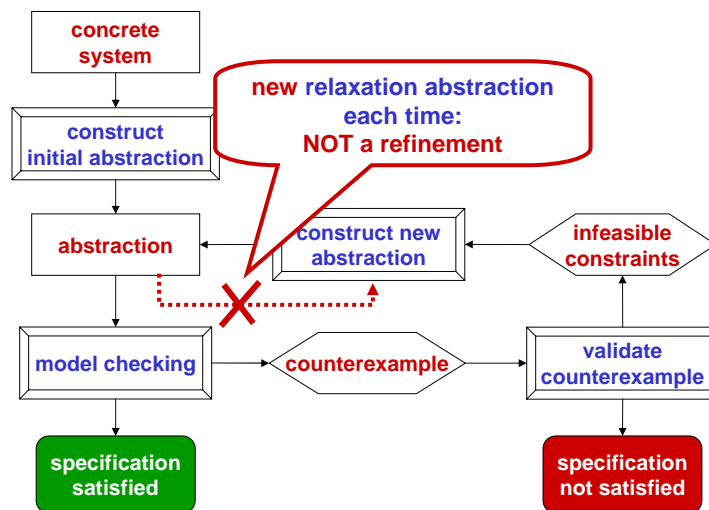 concrete
system
new relaxation abstraction
each time:
NOT a refinement
construct
initial abstraction
abstraction
construct new
abstraction
infeasible
constraints
model checking
counterexample
validate
counterexample
specification
satisfied
specification
not satisfied